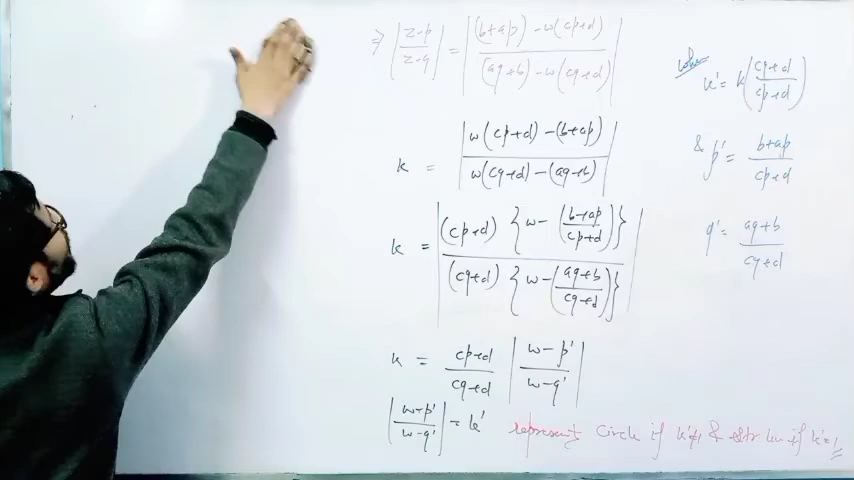 ⇒ |(z-p)/(z-q)| = |((b+ap) - w(cp+d))/((aq+b) - w(cq+d))|
k = |(w(cp+d) - (b+ap))/(w(cq+d) - (aq+b))|
k = |((cp+d) {w - ((b+ap)/(cp+d))})/((cq+d) {w - ((aq+b)/(cq+d))})|
k = (cp+d)/(cq+d) |(w-p')/(w-q')|
|(w-p')/(w-q')| = k' represents circle if k'≠1 & str line if k'=1
k' = k((cq+d)/(cp+d))
& p' = (b+ap)/(cp+d)
q' = (aq+b)/(cq+d)